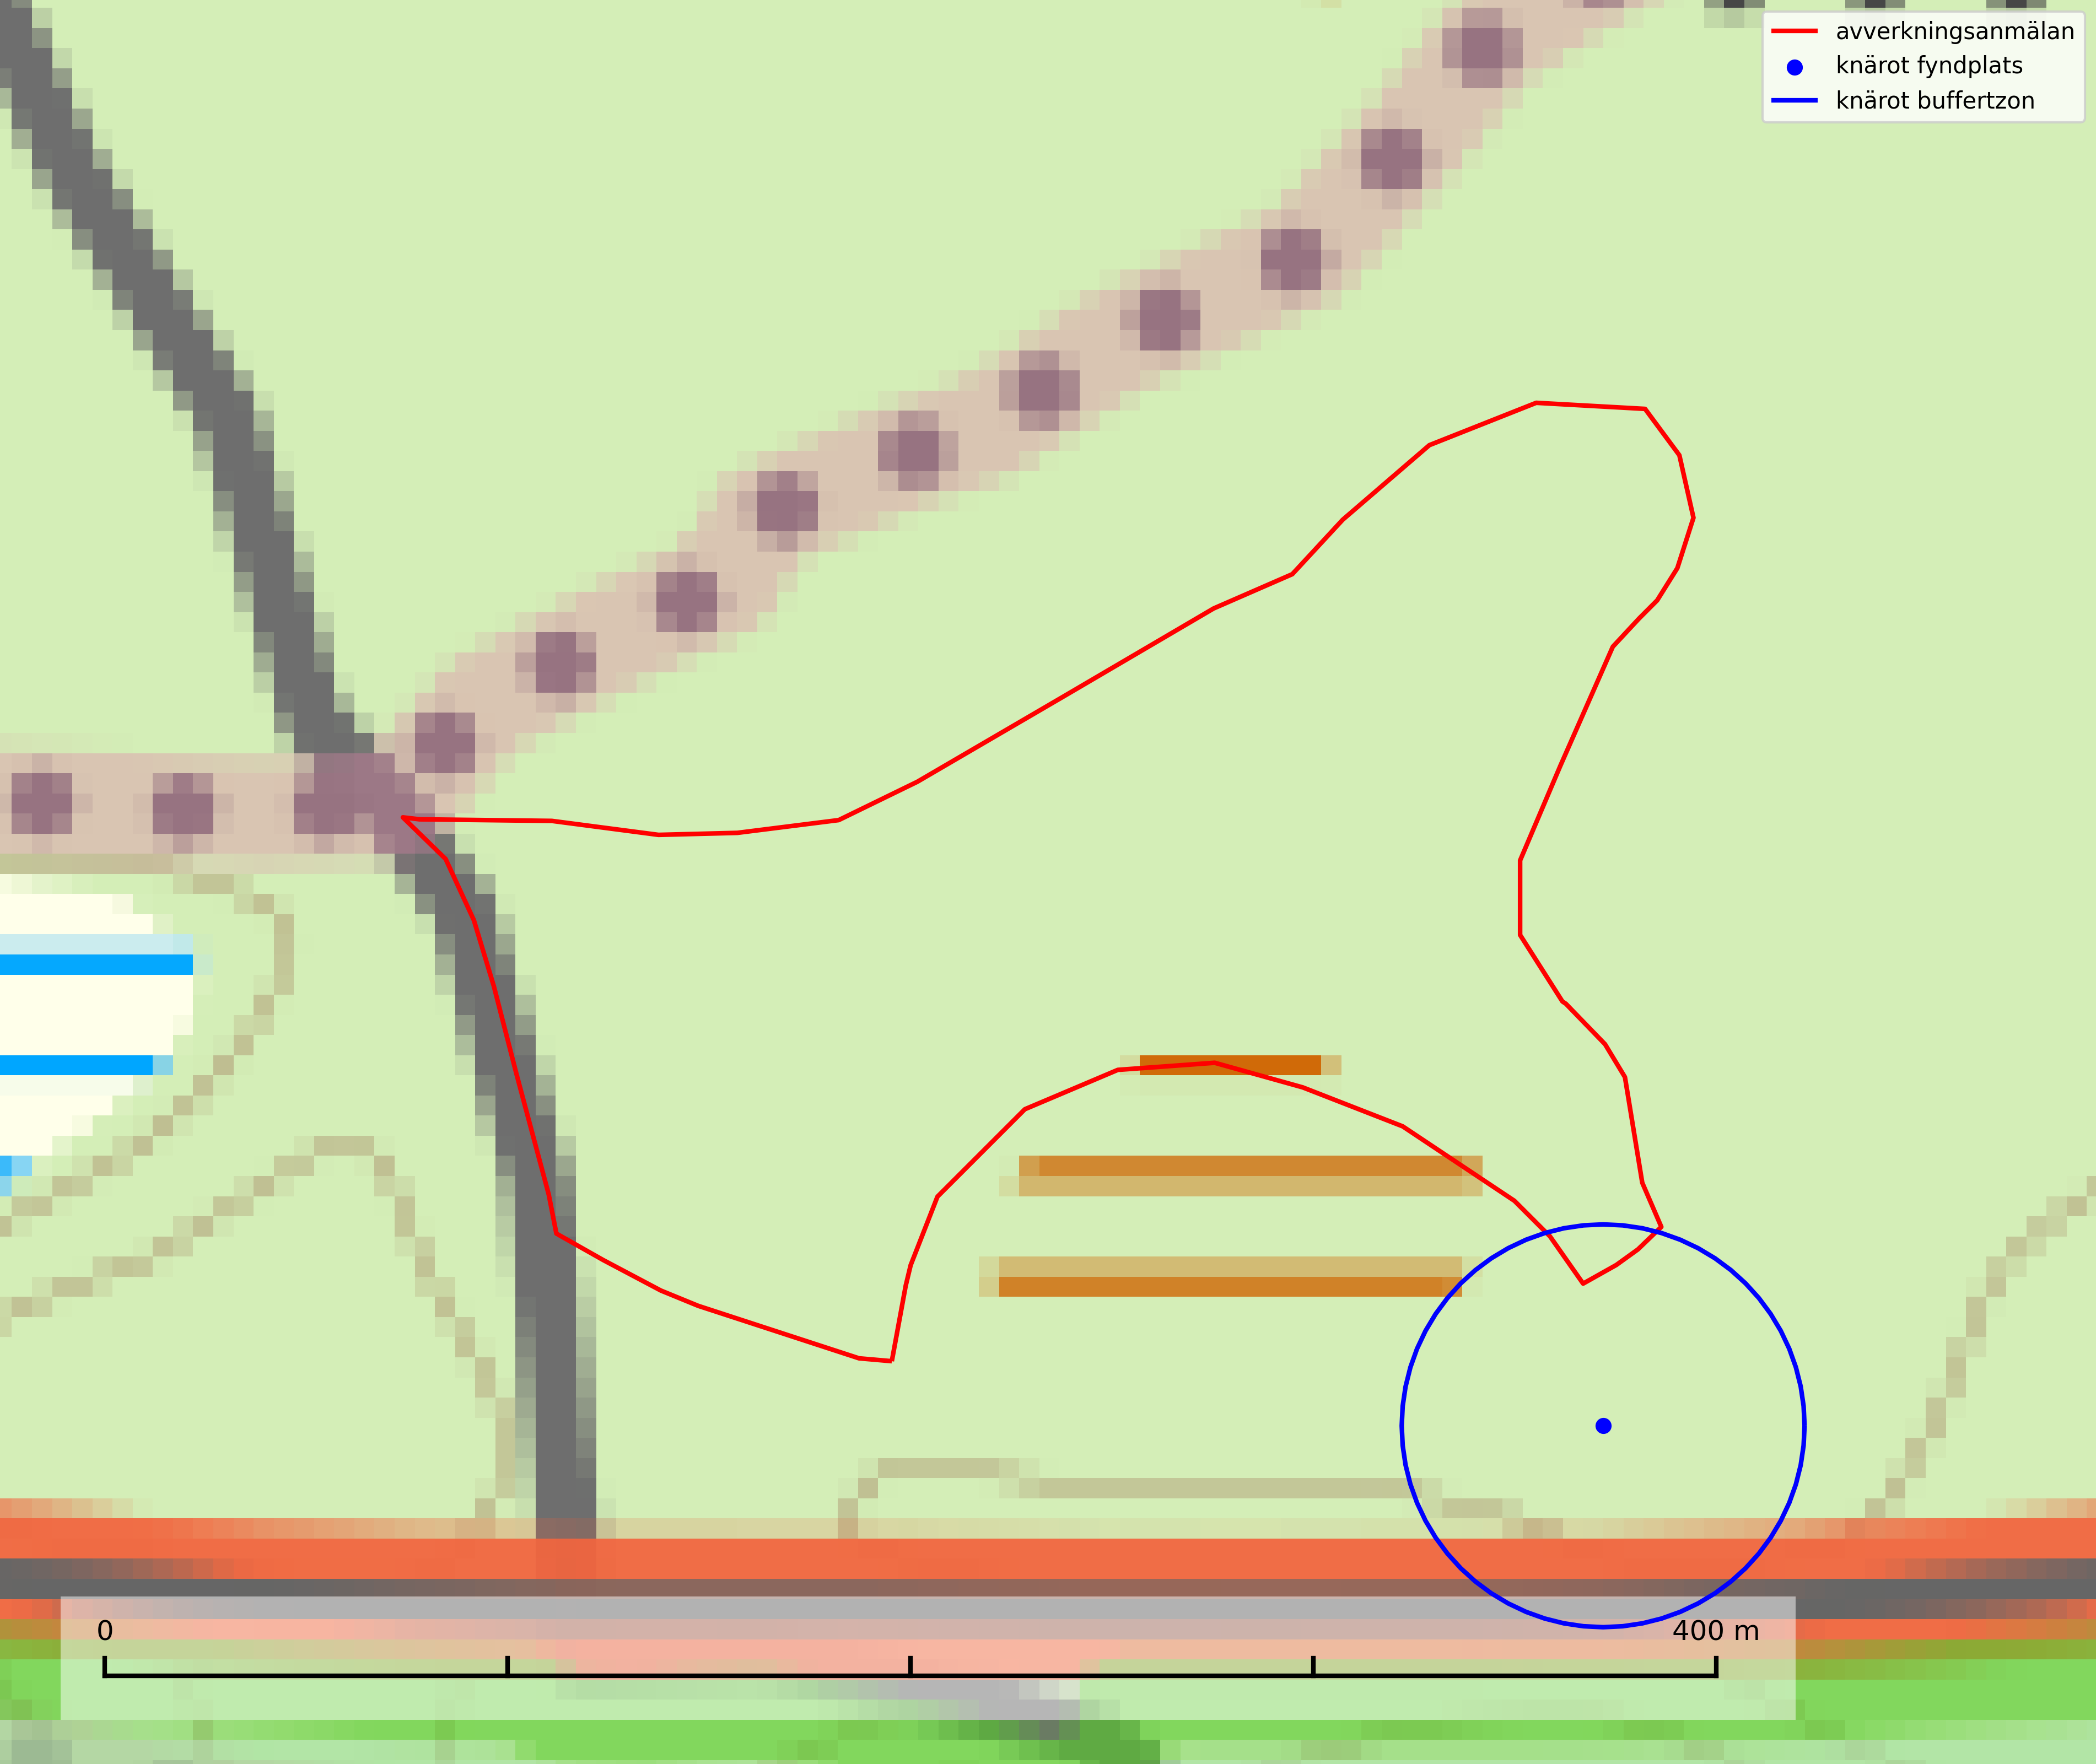 avverkningsanmälan
knärot fyndplats
knärot buffertzon
0
400 m